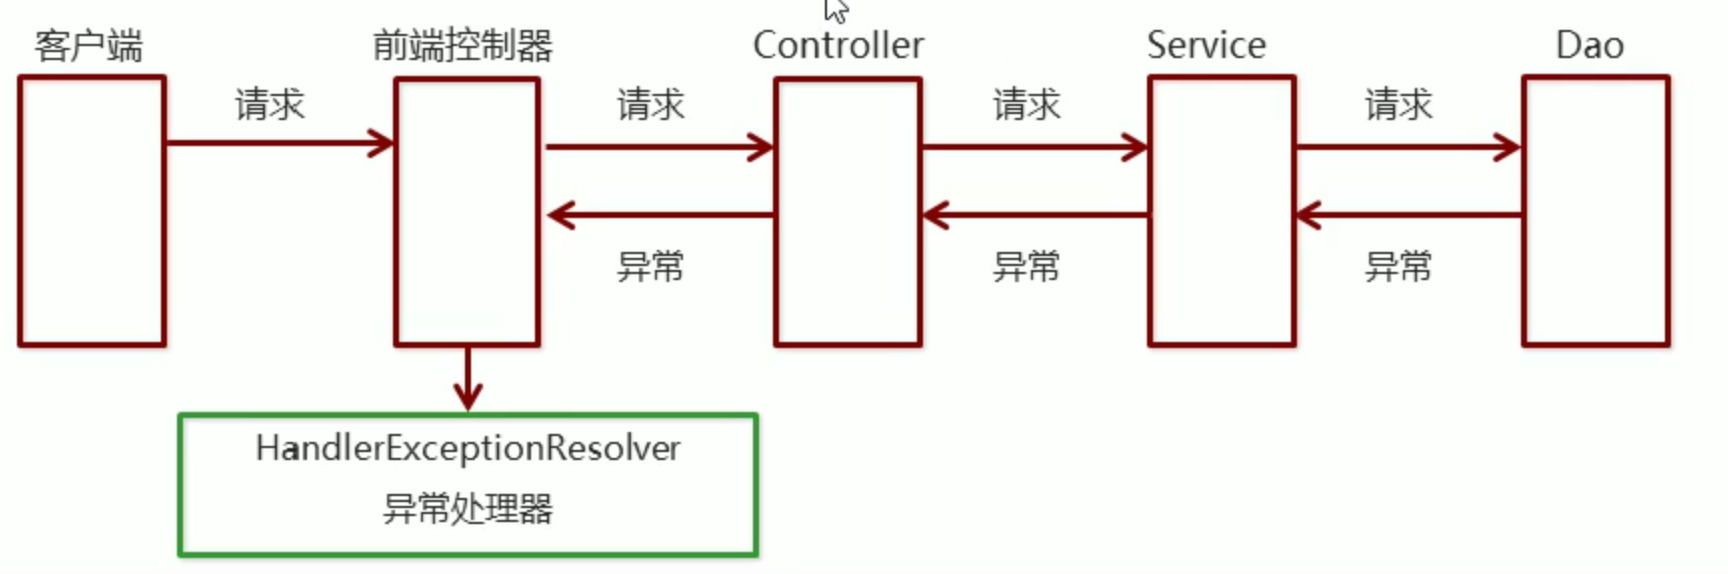 客户端
前端控制器
Controller
Service
Dao
请求
请求
请求
请求
异常
异常
异常
HandlerExceptionResolver
异常处理器